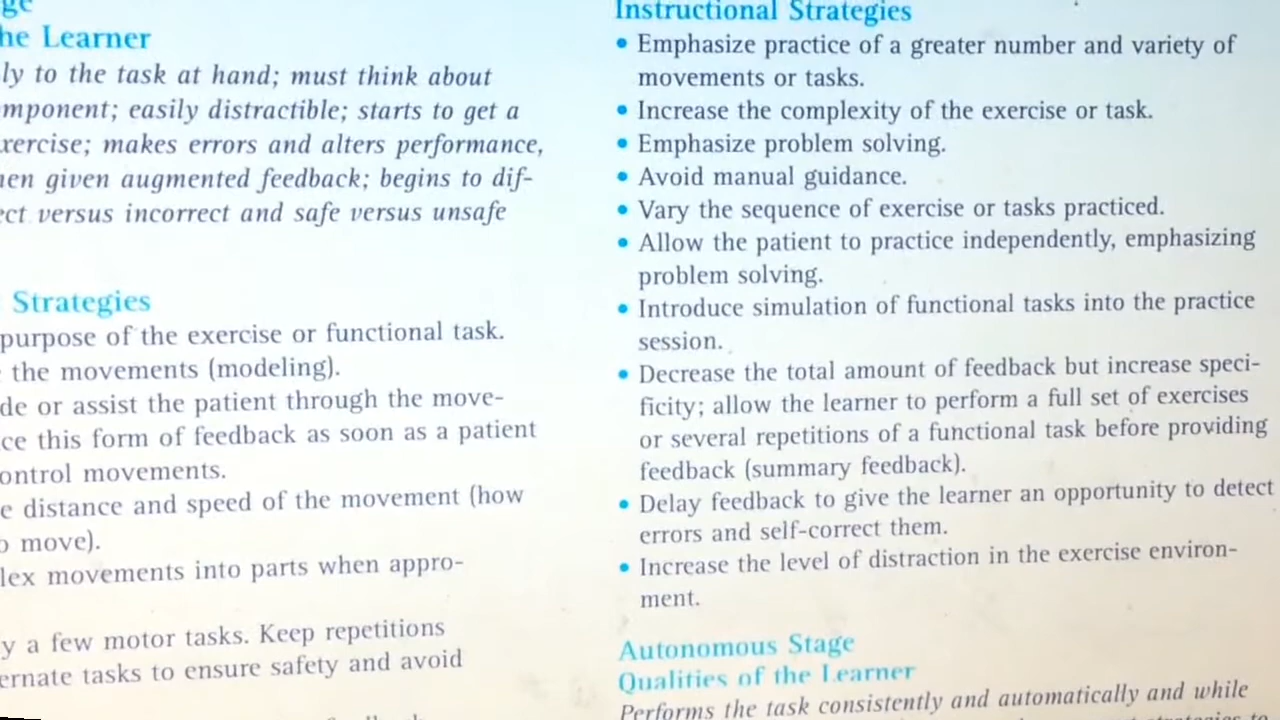 ge
he Learner
ly to the task at hand; must think about
mponent; easily distractible; starts to get a
xercise; makes errors and alters performance,
hen given augmented feedback; begins to dif-
ect versus incorrect and safe versus unsafe
Strategies
purpose of the exercise or functional task.
the movements (modeling).
de or assist the patient through the move-
ce this form of feedback as soon as a patient
ontrol movements.
e distance and speed of the movement (how
o move).
lex movements into parts when appro-
y a few motor tasks. Keep repetitions
ernate tasks to ensure safety and avoid
Instructional Strategies
• Emphasize practice of a greater number and variety of
movements or tasks.
• Increase the complexity of the exercise or task.
• Emphasize problem solving.
• Avoid manual guidance.
• Vary the sequence of exercise or tasks practiced.
• Allow the patient to practice independently, emphasizing
problem solving.
• Introduce simulation of functional tasks into the practice
session.
• Decrease the total amount of feedback but increase speci-
ficity; allow the learner to perform a full set of exercises
or several repetitions of a functional task before providing
feedback (summary feedback).
• Delay feedback to give the learner an opportunity to detect
errors and self-correct them.
• Increase the level of distraction in the exercise environ-
ment.
Autonomous Stage
Qualities of the Learner
Performs the task consistently and automatically and while